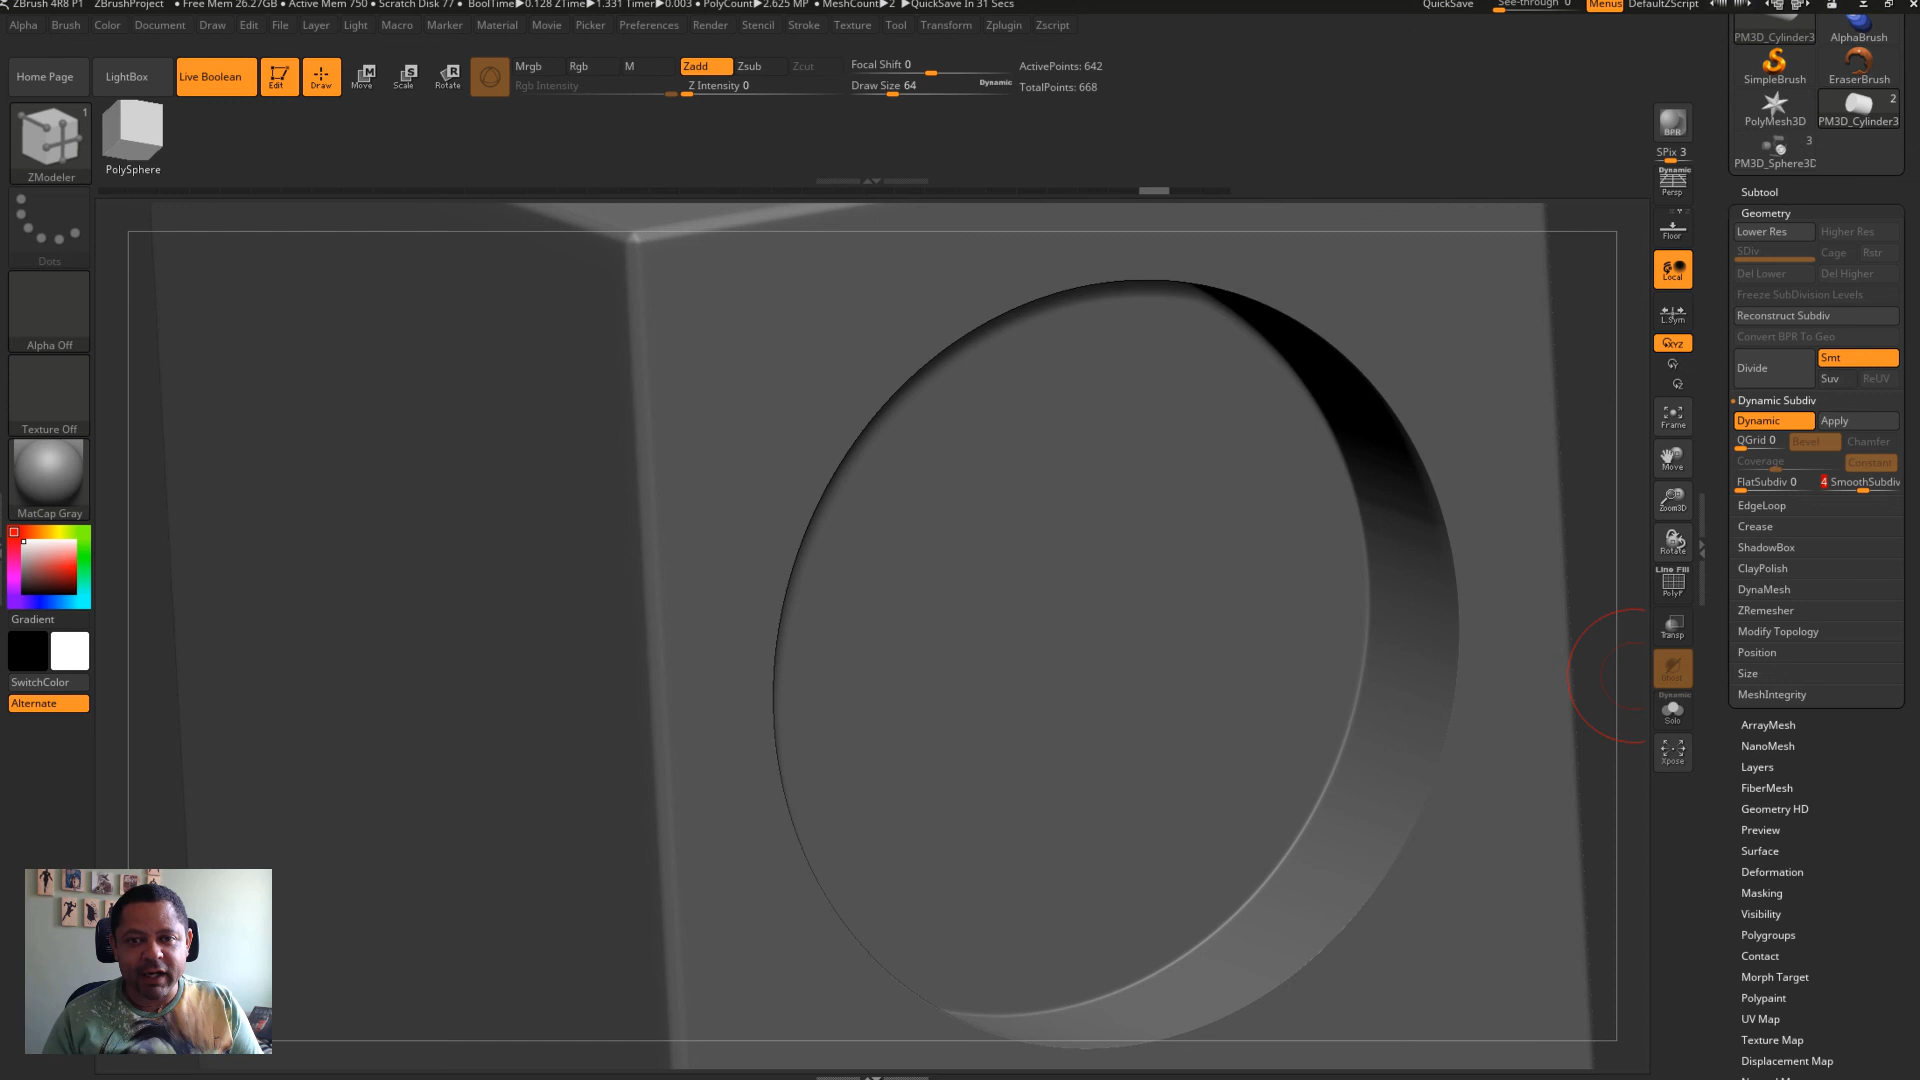 ZBrush 4R8 P1 ZBrushProject • Free Mem 26.27GB • Active Mem 750 • Scratch Disk 77 • BoolTime▶0.128 ZTime▶1.331 Timer▶0.003 • PolyCount▶2.625 MP • MeshCount▶2 ▶QuickSave In 31 Secs QuickSave See-through 0 Menus DefaultZScript
Alpha Brush Color Document Draw Edit File Layer Light Macro Marker Material Movie Picker Preferences Render Stencil Stroke Texture Tool Transform Zplugin Zscript
Home Page LightBox Live Boolean Edit Draw Move Scale Rotate
Mrgb Rgb M Zadd Zsub Zcut Focal Shift 0 ActivePoints: 642
Rgb Intensity Z Intensity 0 Draw Size 64 Dynamic TotalPoints: 668
1
ZModeler
PolySphere
Dots
Alpha Off
Texture Off
MatCap Gray
Gradient
SwitchColor
Alternate
BPR
SPix 3
Dynamic
Persp
Floor
Local
L.Sym
XYZ
Y
Z
Frame
Move
Zoom3D
Rotate
Line Fill
PolyF
Transp
Ghost
Dynamic
Solo
Xpose
PM3D_Cylinder3 AlphaBrush
SimpleBrush EraserBrush
2
PolyMesh3D PM3D_Cylinder3
3
PM3D_Sphere3D
Subtool
Geometry
Lower Res Higher Res
SDiv Cage Rstr
Del Lower Del Higher
Freeze SubDivision Levels
Reconstruct Subdiv
Convert BPR To Geo
Divide Smt
Suv ReUV
Dynamic Subdiv
Dynamic Apply
QGrid 0 Bevel Chamfer
Coverage Constant
FlatSubdiv 0 4 SmoothSubdiv
EdgeLoop
Crease
ShadowBox
ClayPolish
DynaMesh
ZRemesher
Modify Topology
Position
Size
MeshIntegrity
ArrayMesh
NanoMesh
Layers
FiberMesh
Geometry HD
Preview
Surface
Deformation
Masking
Visibility
Polygroups
Contact
Morph Target
Polypaint
UV Map
Texture Map
Displacement Map